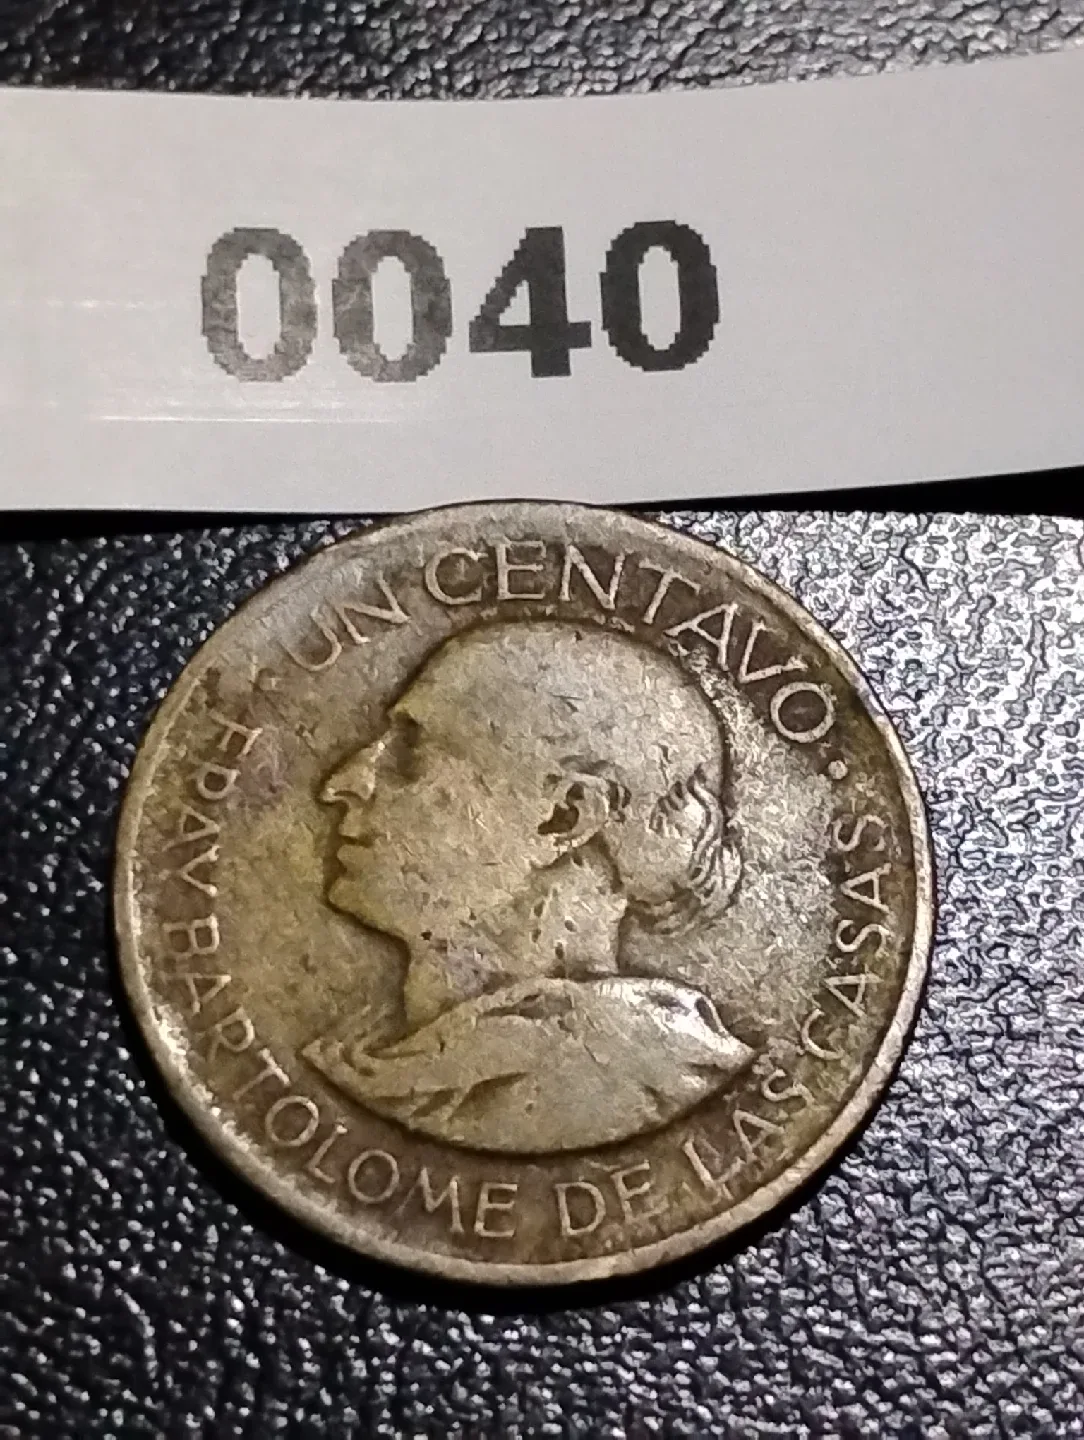 0040
UN CENTAVO
FRAY BARTOLOME DE LAS CASAS